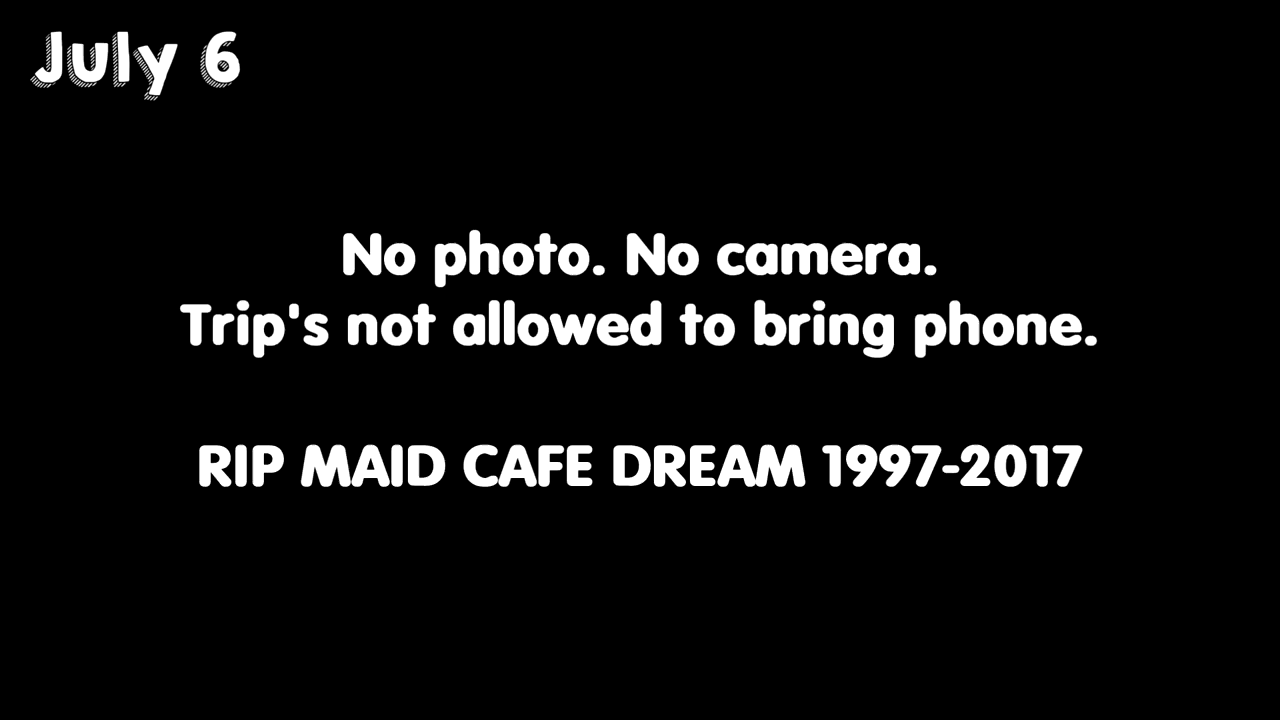 July 6
No photo. No camera.
Trip's not allowed to bring phone.
RIP MAID CAFE DREAM 1997-2017